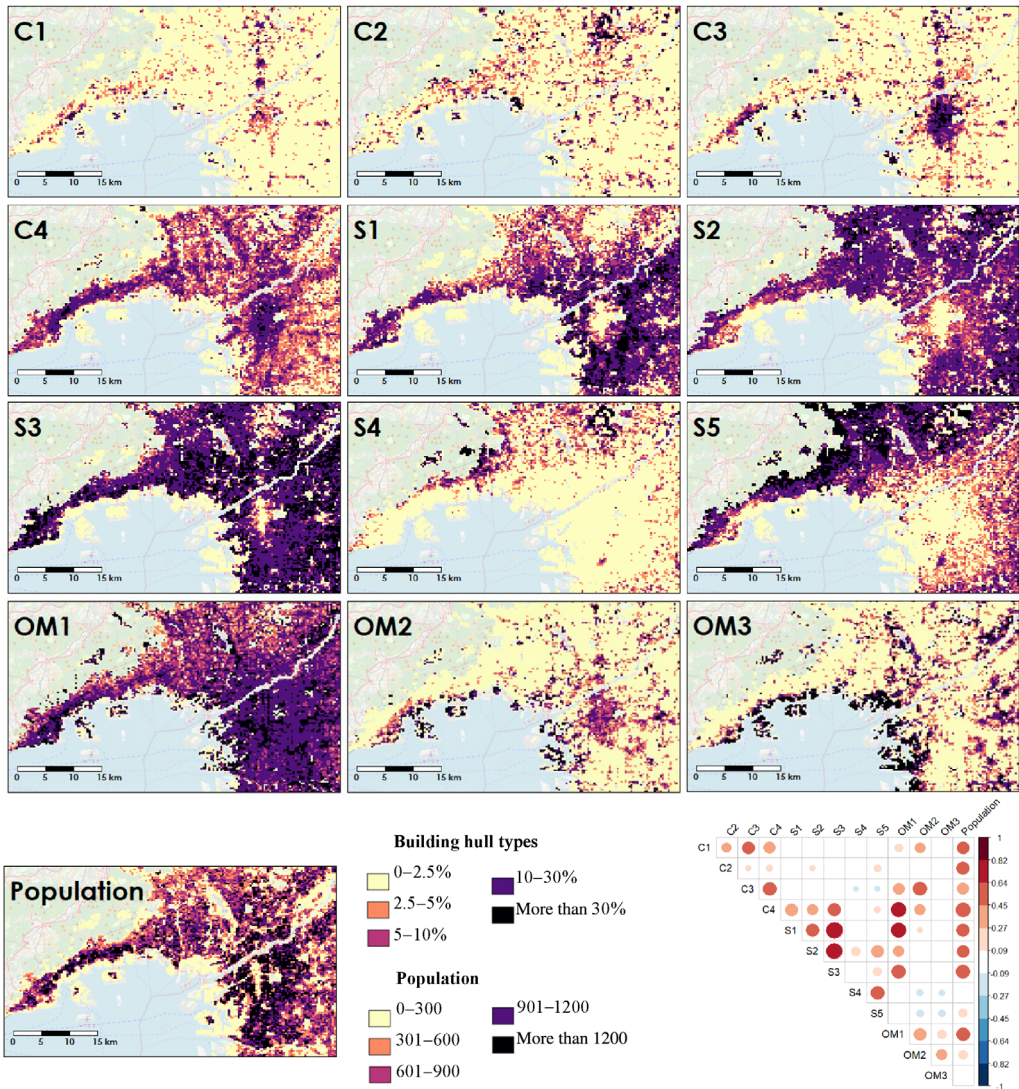 C1
0 5 10 15 km
C2
0 5 10 15 km
C3
0 5 10 15 km
C4
0 5 10 15 km
S1
0 5 10 15 km
S2
0 5 10 15 km
S3
0 5 10 15 km
S4
0 5 10 15 km
S5
0 5 10 15 km
OM1
0 5 10 15 km
OM2
0 5 10 15 km
OM3
0 5 10 15 km
Population
0 5 10 15 km
Building hull types
0–2.5%
2.5–5%
5–10%
10–30%
More than 30%
Population
0–300
301–600
601–900
901–1200
More than 1200
C2 C3 C4 S1 S2 S3 S4 S5 OM1 OM2 OM3 Population
C1
C2
C3
C4
S1
S2
S3
S4
S5
OM1
OM2
OM3
1
0.82
0.64
0.45
0.27
0.09
-0.09
-0.27
-0.45
-0.64
-0.82
-1